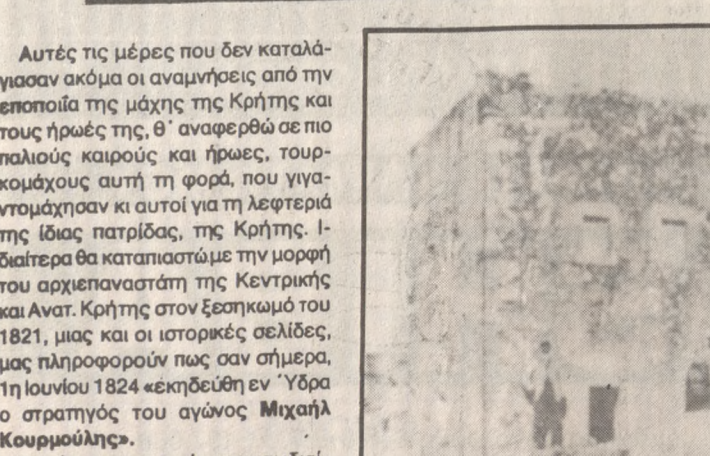 Αυτές τις μέρες που δεν καταλά-
γιασαν ακόμα οι αναμνήσεις από την
εποποιΐα της μάχης της Κρήτης και
τους ήρωές της, θ΄ αναφερθώ σε πιο
παλιούς καιρούς και ήρωες, τουρ-
κομάχους αυτή τη φορά, που γιγα-
ντομάχησαν κι αυτοί για τη λεφτεριά
της ίδιας πατρίδας, της Κρήτης. Ι-
διαίτερα θα καταπιαστώ με την μορφή
του αρχιεπαναστάτη της Κεντρικής
και Ανατ. Κρήτης στον ξεσηκωμό του
1821, μιας και οι ιστορικές σελίδες,
μας πληροφορούν πως σαν σήμερα,
1η Ιουνίου 1824 «εκηδεύθη εν ΄Υδρα
ο στρατηγός του αγώνος Μιχαήλ
Κουρμούλης».